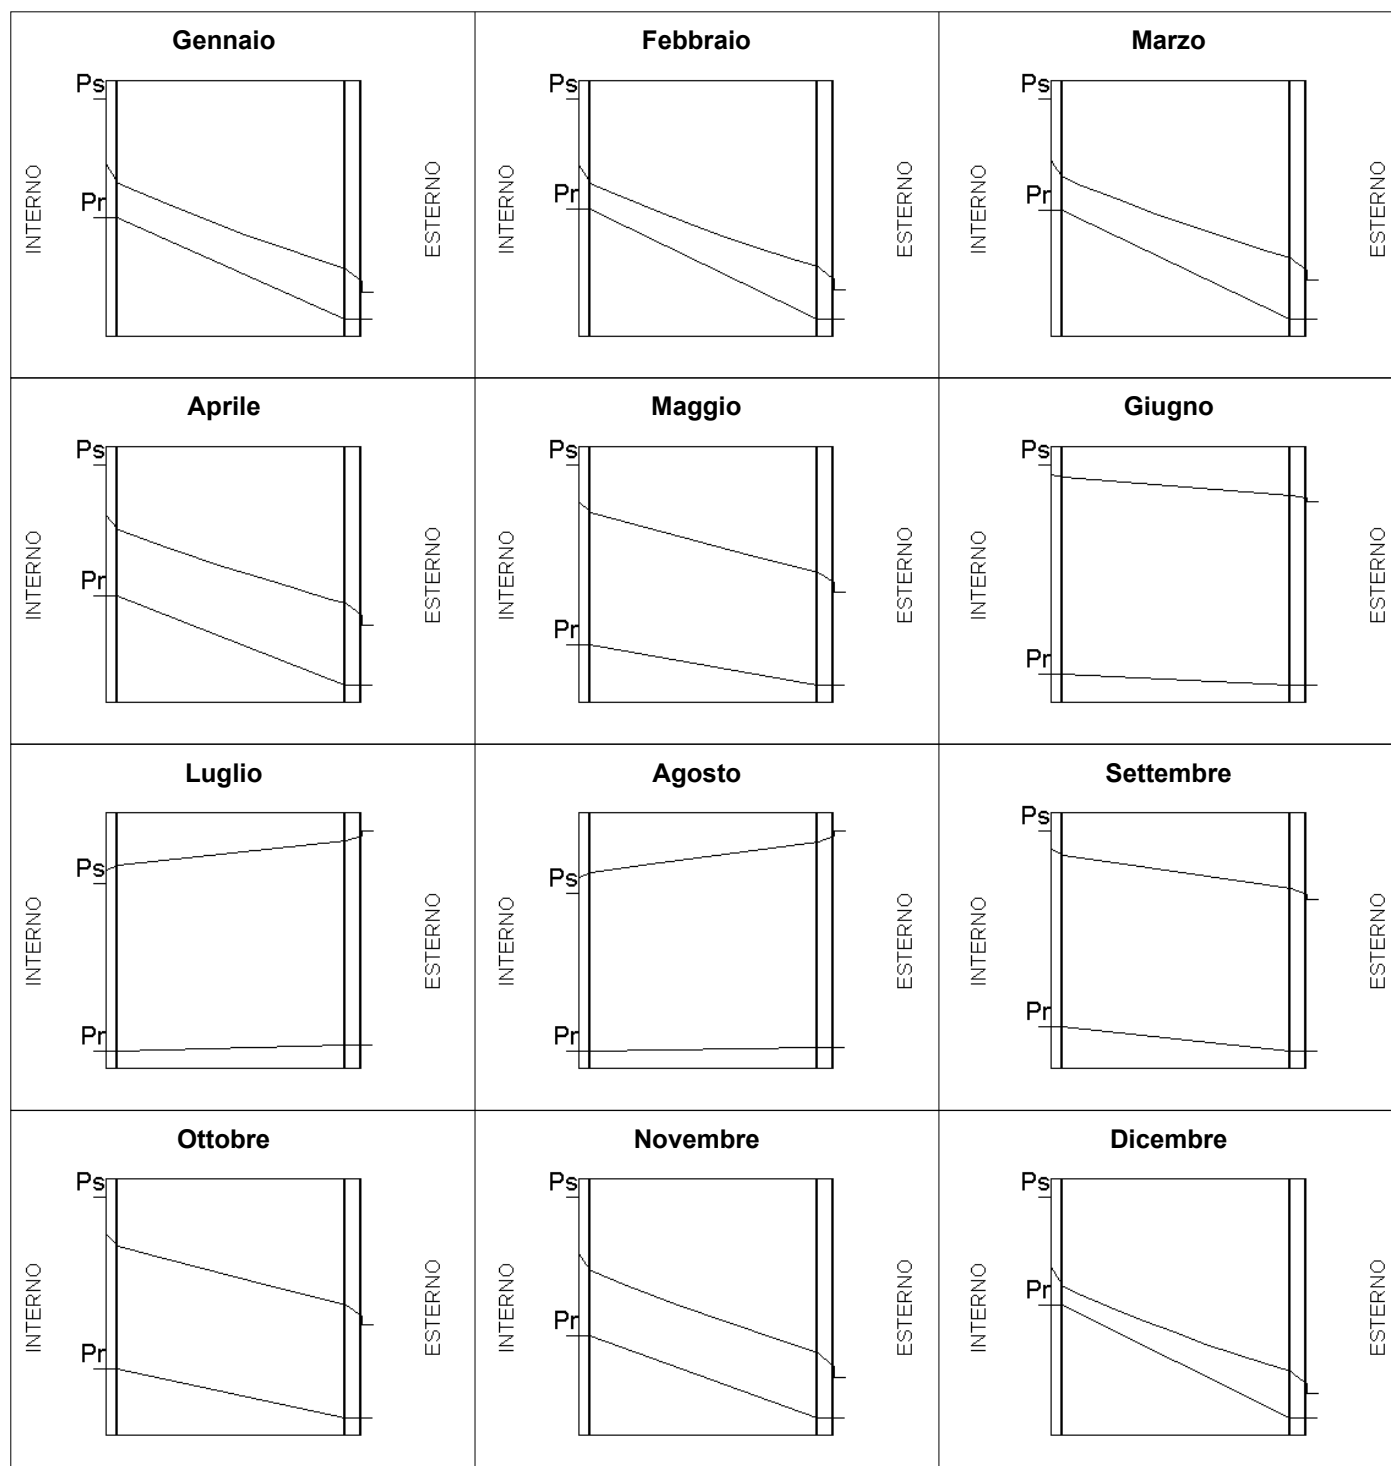 Gennaio
Febbraio
Marzo
Ps
Ps
Ps
INTERNO
Pr
ESTERNO
INTERNO
Pr
ESTERNO
INTERNO
Pr
ESTERNO
Aprile
Maggio
Giugno
Ps
Ps
Ps
INTERNO
Pr
ESTERNO
INTERNO
Pr
ESTERNO
INTERNO
Pr
ESTERNO
Luglio
Agosto
Settembre
Ps
Ps
Ps
INTERNO
Pr
ESTERNO
INTERNO
Pr
ESTERNO
INTERNO
Pr
ESTERNO
Ottobre
Novembre
Dicembre
Ps
Ps
Ps
INTERNO
Pr
ESTERNO
INTERNO
Pr
ESTERNO
INTERNO
Pr
ESTERNO